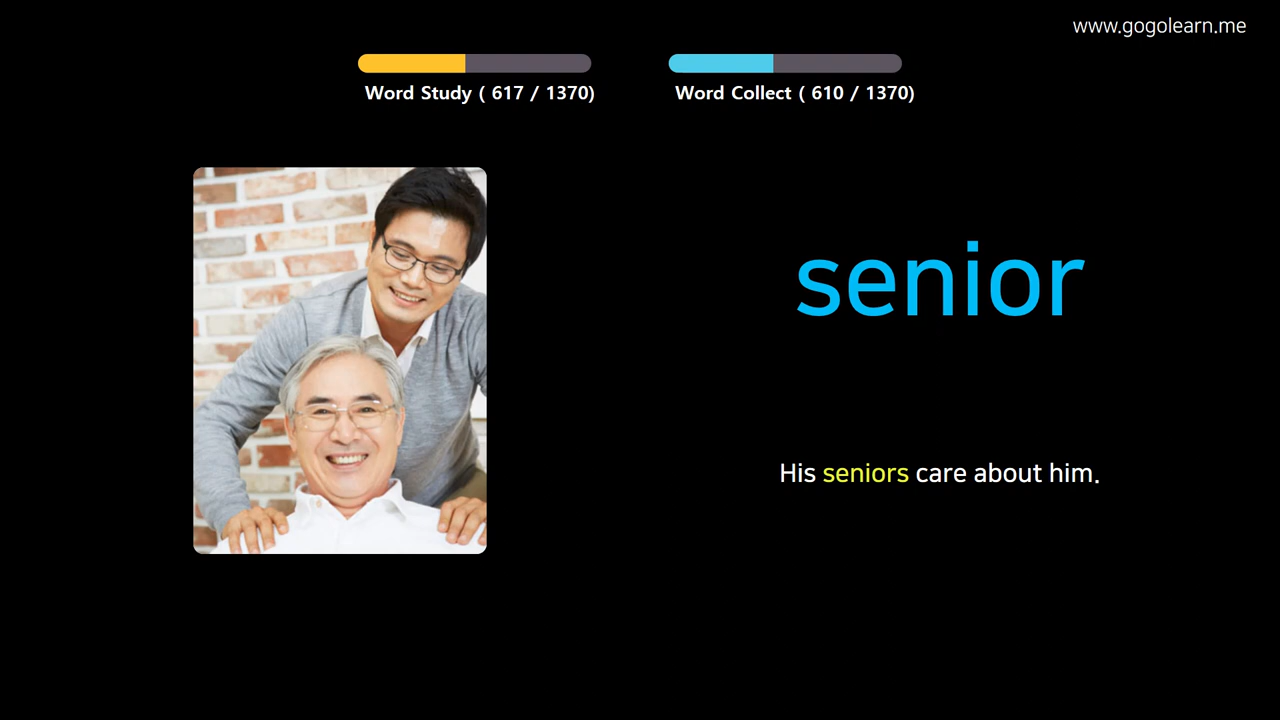 www.gogolearn.me
Word Study ( 617 / 1370)
Word Collect ( 610 / 1370)
senior
His seniors care about him.